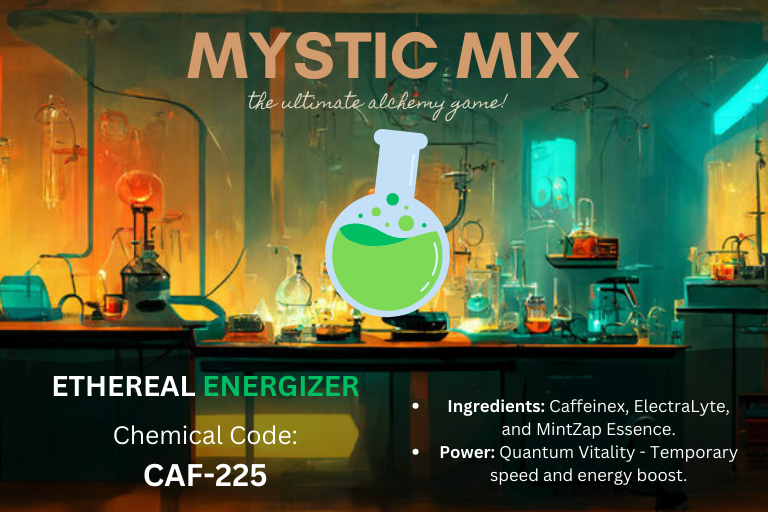 MYSTIC MIX
the ultimate alchemy game!
ETHEREAL ENERGIZER
Chemical Code:
CAF-225
• Ingredients: Caffeinex, ElectraLyte,
and MintZap Essence.
• Power: Quantum Vitality - Temporary
speed and energy boost.